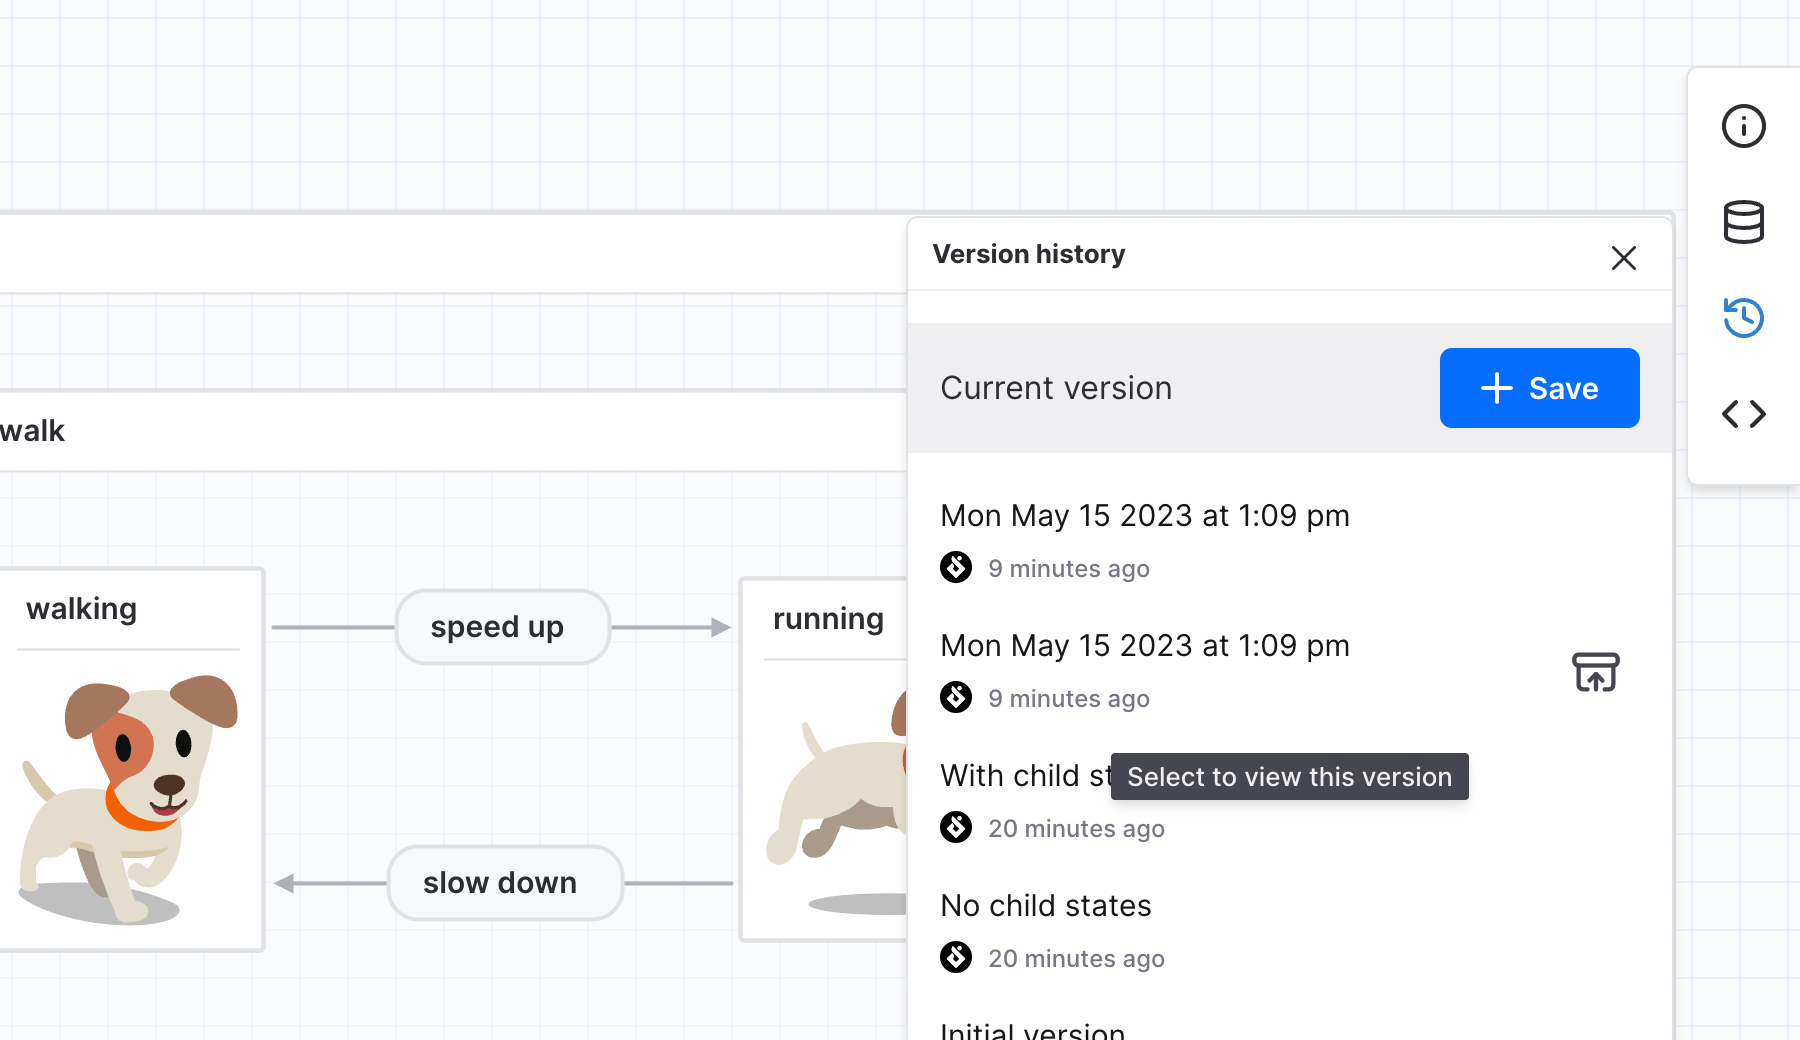 walk
walking
speed up
running
slow down
Version history
Current version
Save
Mon May 15 2023 at 1:09 pm
9 minutes ago
Mon May 15 2023 at 1:09 pm
9 minutes ago
With child
Select to view this version
20 minutes ago
No child states
20 minutes ago
Initial version